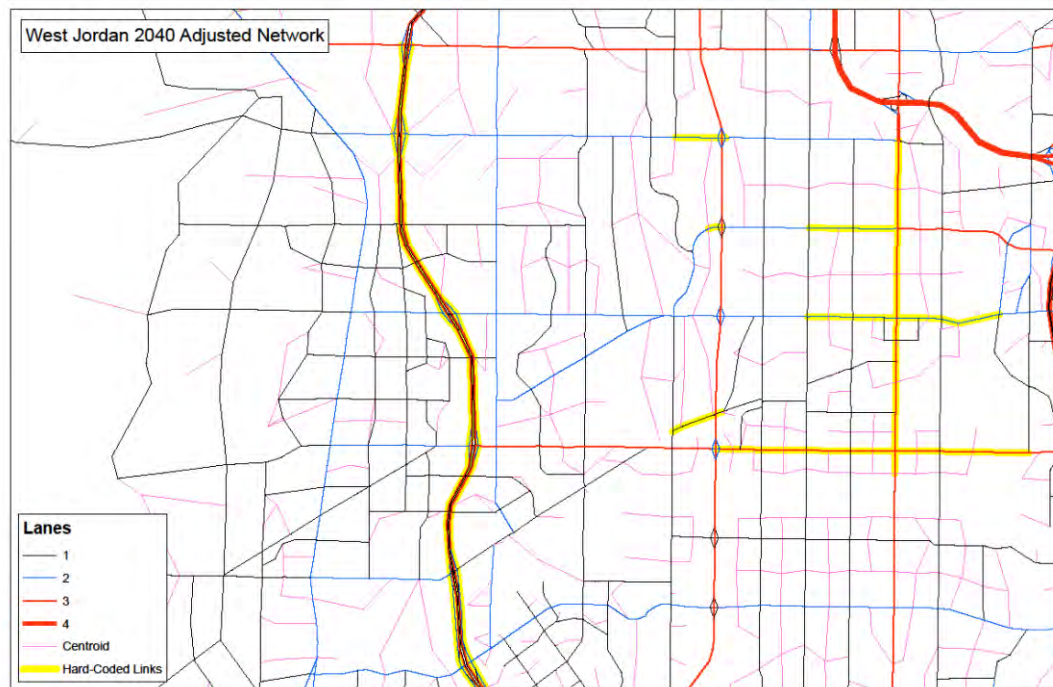 West Jordan 2040 Adjusted Network
Lanes
1
2
3
4
Centroid
Hard-Coded Links